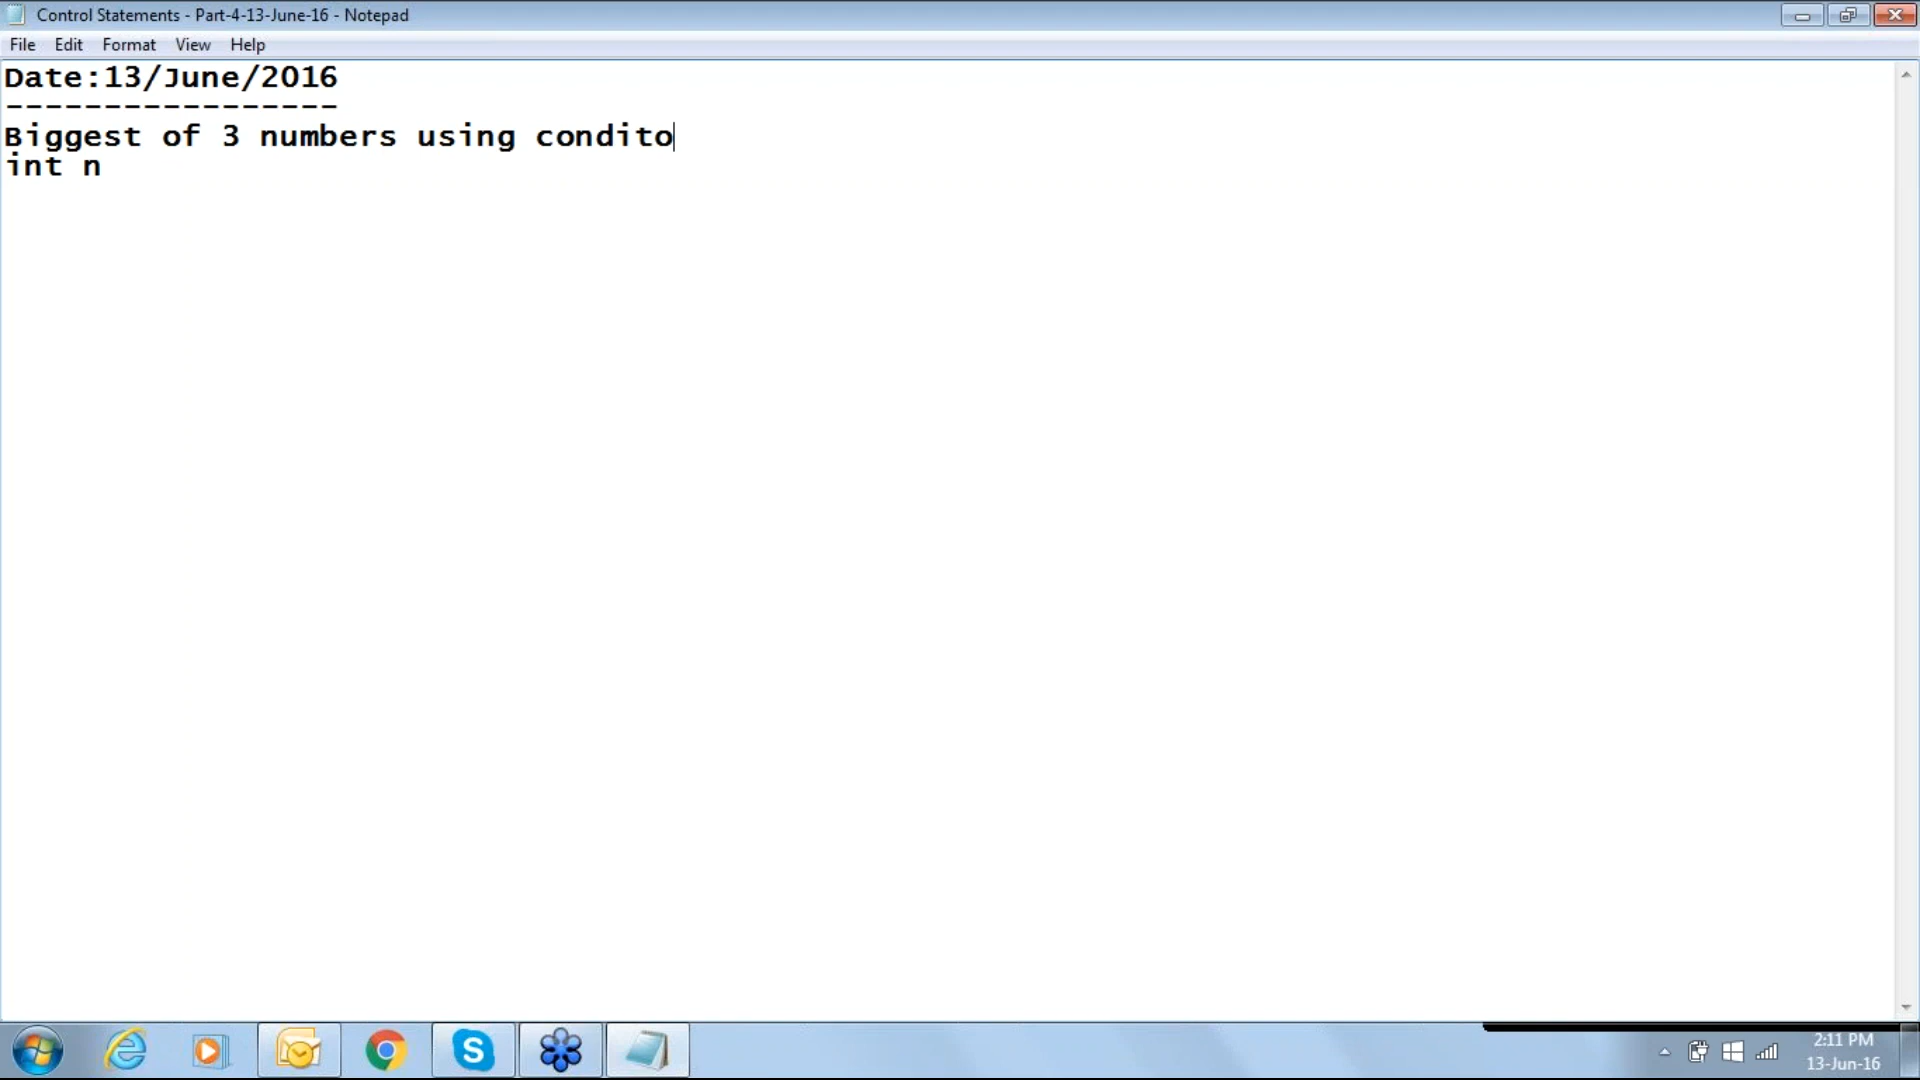 Control Statements - Part-4-13-June-16 - Notepad
File Edit Format View Help
Date:13/June/2016
-----------------
Biggest of 3 numbers using condito
int n
2:11 PM
13-Jun-16